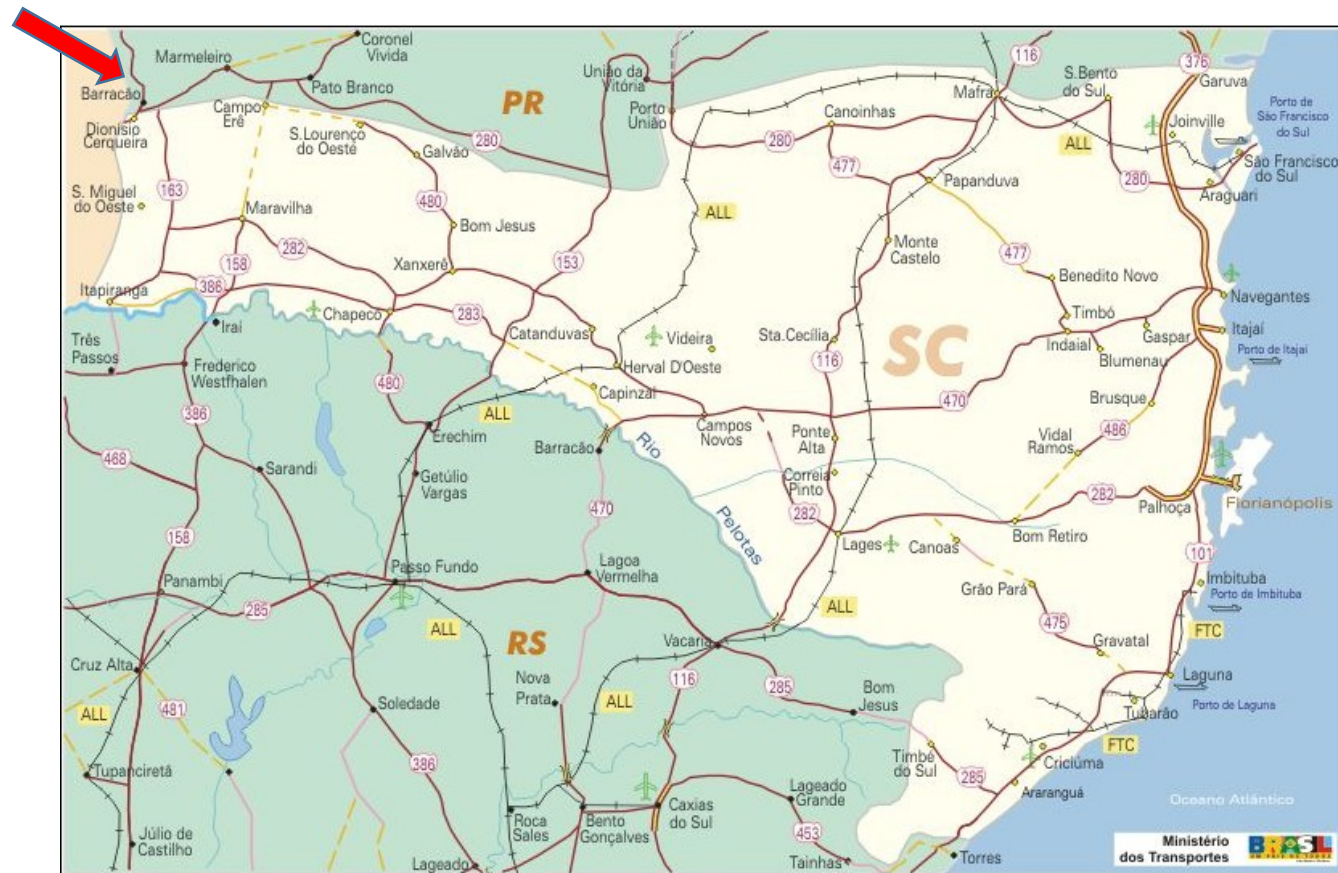 Coronel
Vivida
Marmeleiro
116
376
União da
Vitória
Garuva
S.Bento
do Sul
Pato Branco
PR
Mafra
Barracão
Campo
Erê
Porto
União
Canoinhas
Porto de
São Francisco
do Sul
Dionisio
Cerqueira
S.Lourenço
do Oeste
Joinville
280
Galvão
280
ALL
São Francisco
do Sul
477
163
Papanduva
280
S. Miguel
do Oeste
480
Araguari
Maravilha
ALL
Bom Jesus
282
Monte
Castelo
477
158
Xanxerê
153
Benedito Novo
386
Itapiranga
Navegantes
Chapecó
283
Timbó
Irai
Catanduvas
Videira
Sta.Cecília
SC
Gaspar
Itajaí
Três
Passos
Indaial
Blumenau
Porto de Itajai
Frederico
Westfhalen
116
Herval D'Oeste
480
Capinzal
470
Brusque
386
ALL
Erechim
Campos
Novos
Ponte
Alta
486
Barracão
Rio
Vidal
Ramos
468
Sarandi
Getúlio
Vargas
Correia
Pinto
Pelotas
282
282
Palhoça
Florianópolis
470
158
Lages
Canoas
Bom Retiro
101
Passo Fundo
Lagoa
Vermelha
Panambi
Imbituba
Grão Pará
Porto de Imbituba
285
ALL
475
ALL
FTC
RS
Vacaria
Gravatal
Cruz Alta
Laguna
116
285
Nova
Prata
Bom
Jesus
ALL
481
Soledade
ALL
Tubarão
Porto de Laguna
FTC
Timbé
do Sul
386
285
Criciúma
Tupanciretã
Lageado
Grande
Araranguá
Oceano Atlântico
Roca
Sales
Bento
Gonçalves
Caxias
do Sul
Júlio de
Castilho
453
Ministério
dos Transportes
BRASIL
Lageado
Tainhas
Torres